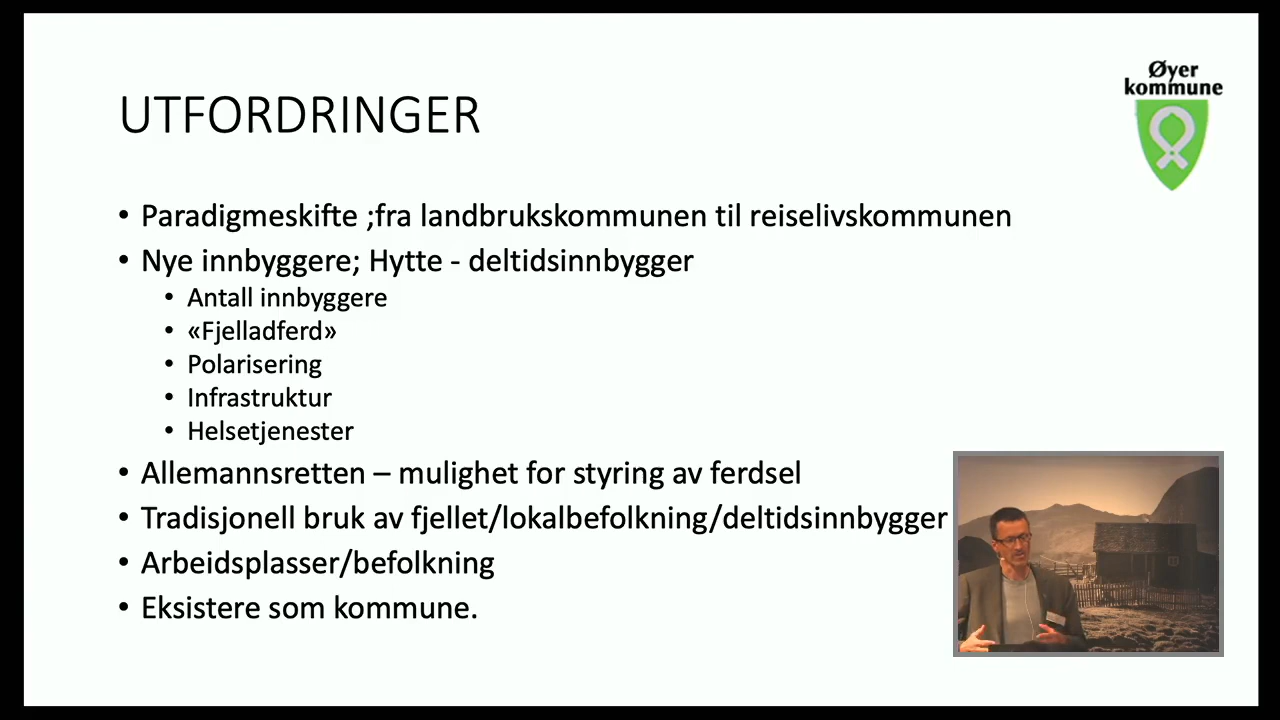 Øyer
kommune
UTFORDRINGER
• Paradigmeskifte ;fra landbrukskommunen til reiselivskommunen
• Nye innbyggere; Hytte - deltidsinnbygger
• Antall innbyggere
• «Fjelladferd»
• Polarisering
• Infrastruktur
• Helsetjenester
• Allemannsretten – mulighet for styring av ferdsel
• Tradisjonell bruk av fjellet/lokalbefolkning/deltidsinnbygger
• Arbeidsplasser/befolkning
• Eksistere som kommune.